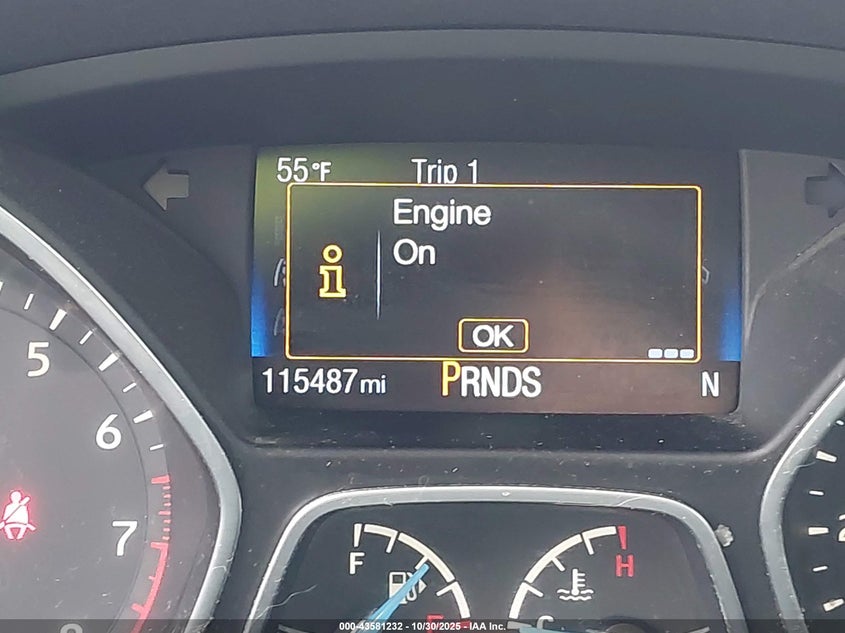 55°F Trip 1
Engine
On
OK
115487 mi PRNDS N
5
6
7
8
F
E
H
C
000-43581232 - 10/30/2025 - IAA Inc.